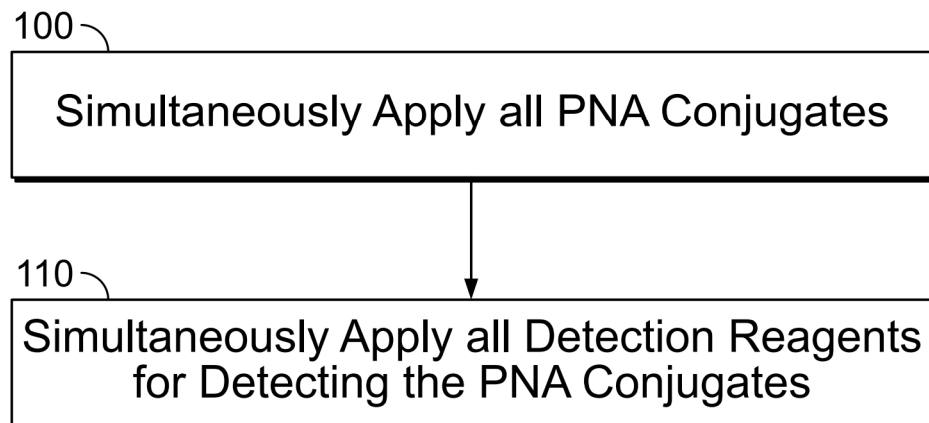 100
Simultaneously Apply all PNA Conjugates
110
Simultaneously Apply all Detection Reagents
for Detecting the PNA Conjugates